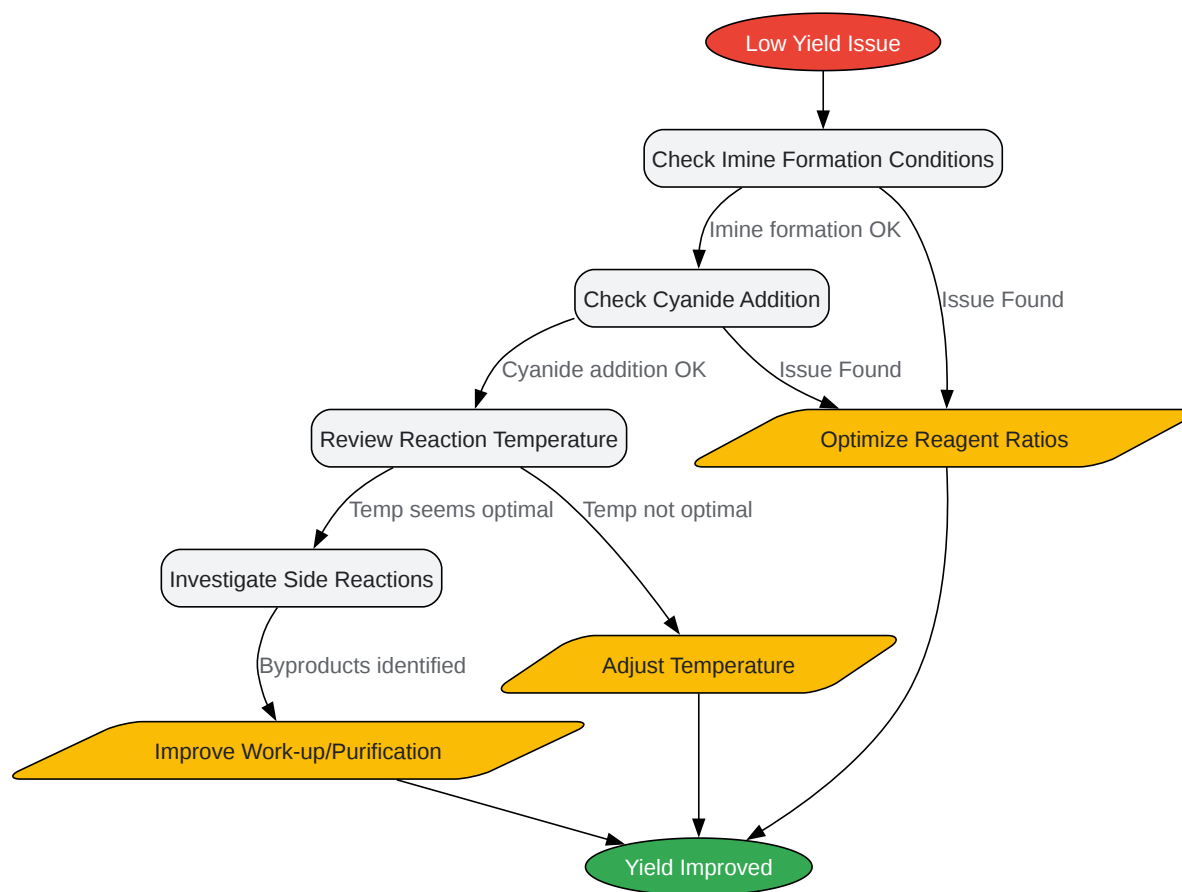 Low Yield Issue
Check Imine Formation Conditions
Imine formation OK
Issue Found
Check Cyanide Addition
Cyanide addition OK
Issue Found
Review Reaction Temperature
Optimize Reagent Ratios
Temp seems optimal
Temp not optimal
Investigate Side Reactions
Byproducts identified
Adjust Temperature
Improve Work-up/Purification
Yield Improved